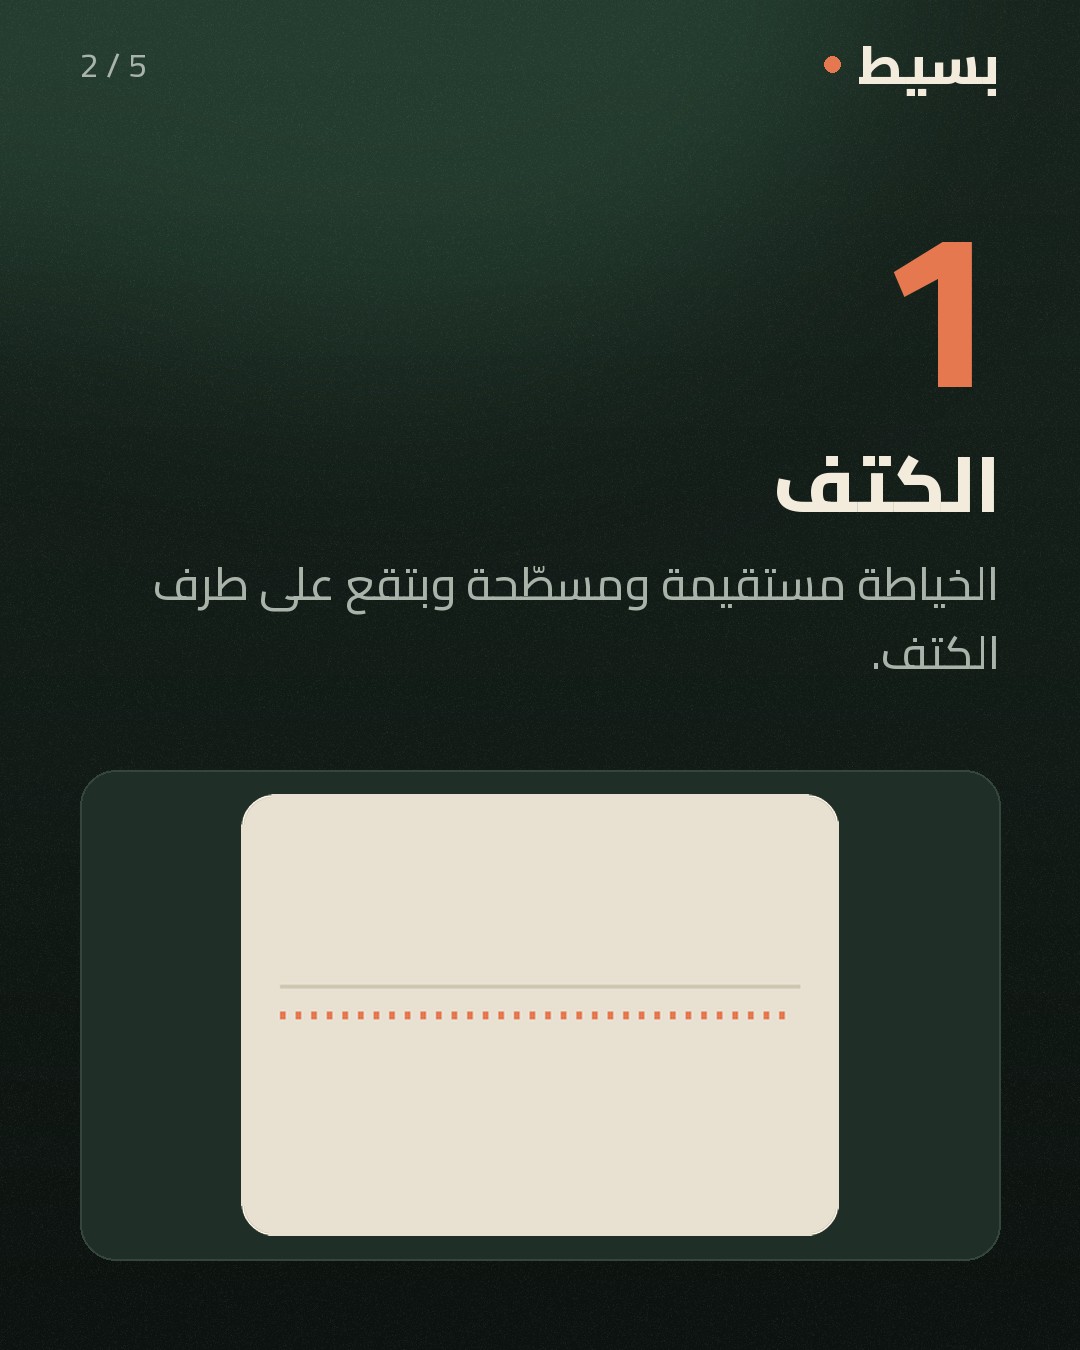 بسيط
2 / 5
1
الكتف
الخياطة مستقيمة ومسطّحة وبتقع على طرف
الكتف.